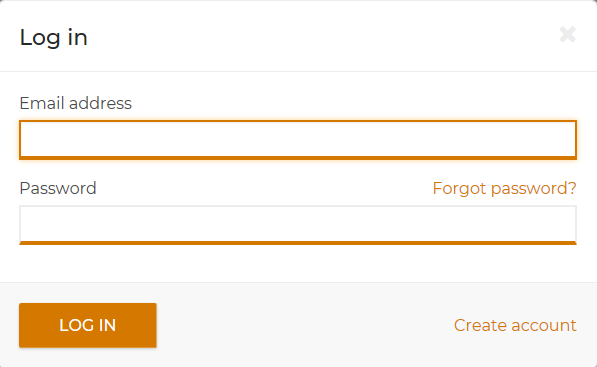 Log in
Email address
Password Forgot password?
LOG IN Create account